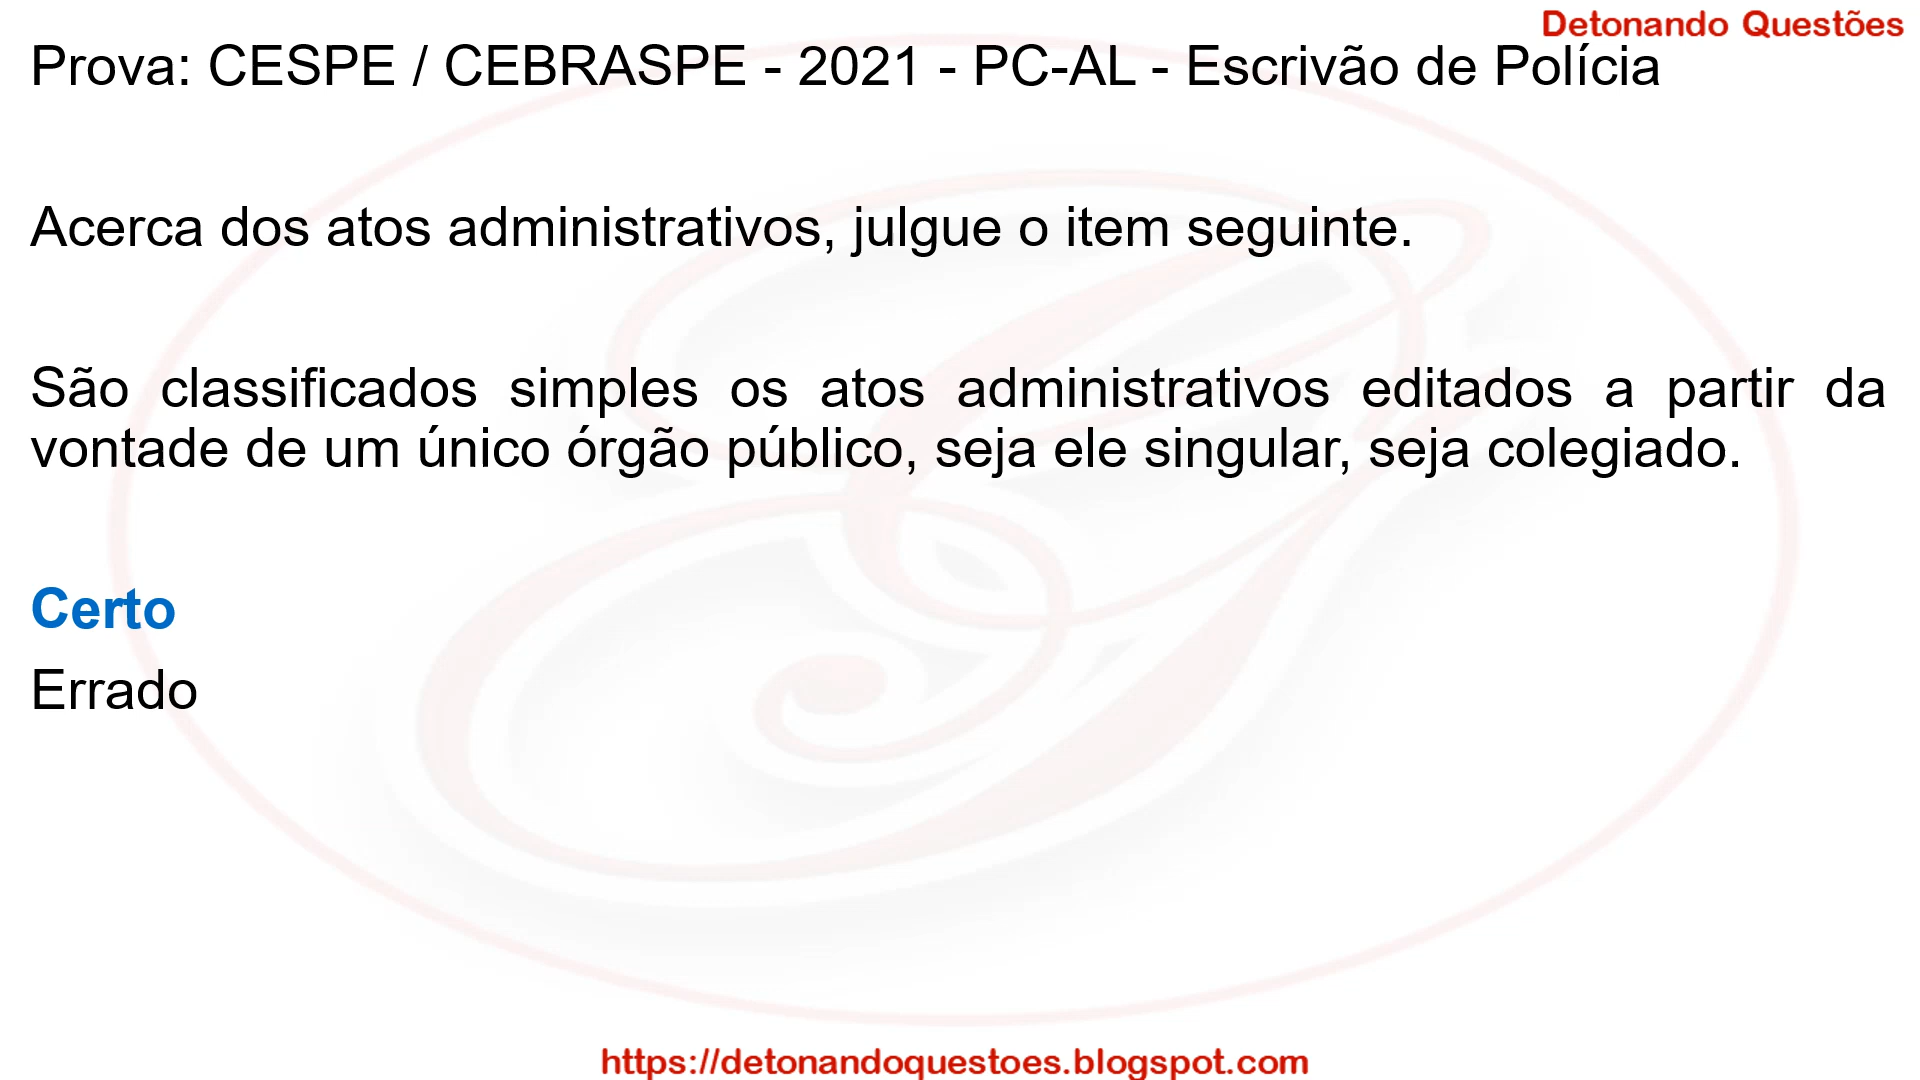 Detonando Questões
Prova: CESPE / CEBRASPE - 2021 - PC-AL - Escrivão de Polícia
Acerca dos atos administrativos, julgue o item seguinte.
São classificados simples os atos administrativos editados a partir da
vontade de um único órgão público, seja ele singular, seja colegiado.
Certo
Errado
https://detonandoquestoes.blogspot.com